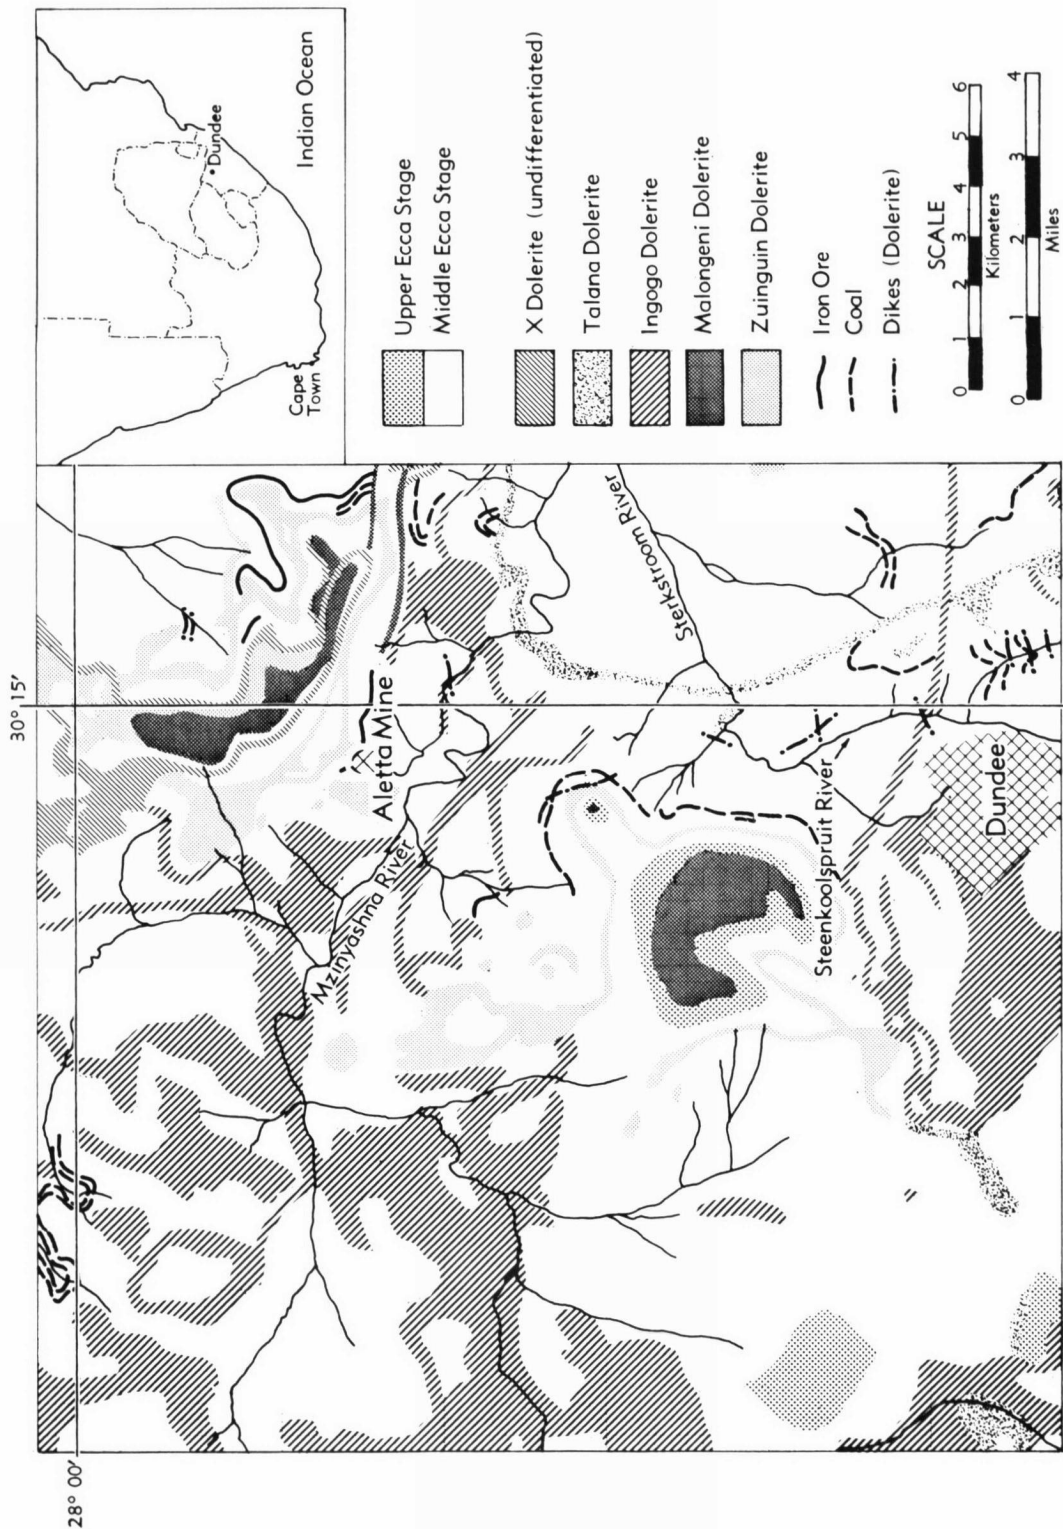 Cape
Town
Dundee
Indian Ocean
Upper Ecca Stage
Middle Ecca Stage
X Dolerite (undifferentiated)
Talana Dolerite
Ingogo Dolerite
Malongeni Dolerite
Zuinguin Dolerite
Iron Ore
Coal
Dikes (Dolerite)
SCALE
0 1 2 3 4 5 6
Kilometers
0 1 2 3 4
Miles
28° 00′
30° 15′
Mzinyashna River
Aletta Mine
Sterkstroom River
Steenkoolspruit River
Dundee